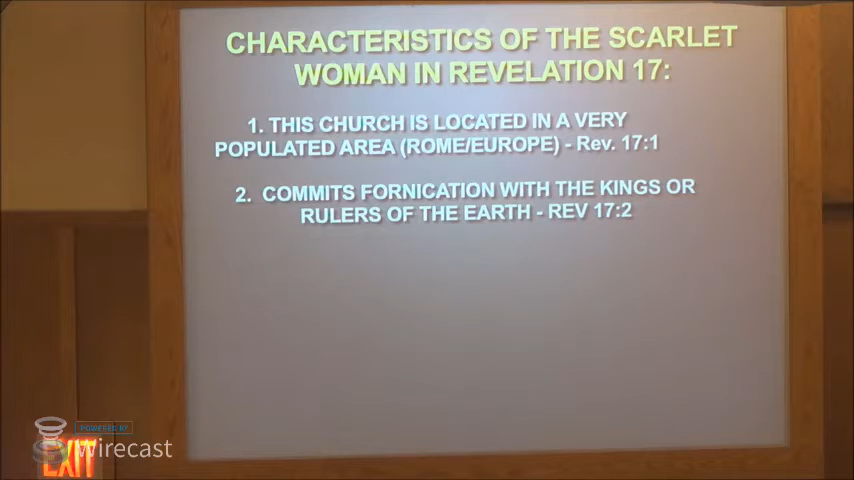 CHARACTERISTICS OF THE SCARLET
WOMAN IN REVELATION 17:
1. THIS CHURCH IS LOCATED IN A VERY
POPULATED AREA (ROME/EUROPE) - Rev. 17:1
2. COMMITS FORNICATION WITH THE KINGS OR
RULERS OF THE EARTH - REV 17:2
POWERED BY
wirecast
EXIT